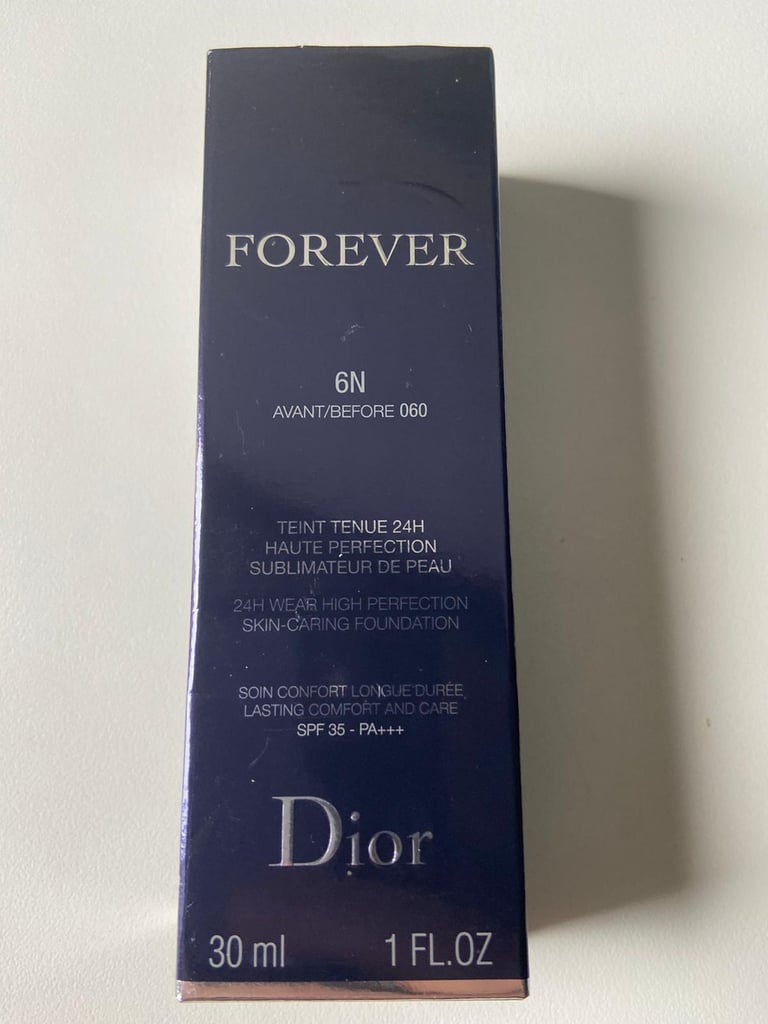 FOREVER
6N
AVANT/BEFORE 060
TEINT TENUE 24H
HAUTE PERFECTION
SUBLIMATEUR DE PEAU
24H WEAR HIGH PERFECTION
SKIN-CARING FOUNDATION
SOIN CONFORT LONGUE DURÉE
LASTING COMFORT AND CARE
SPF 35 - PA+++
Dior
30 ml 1 FL.OZ